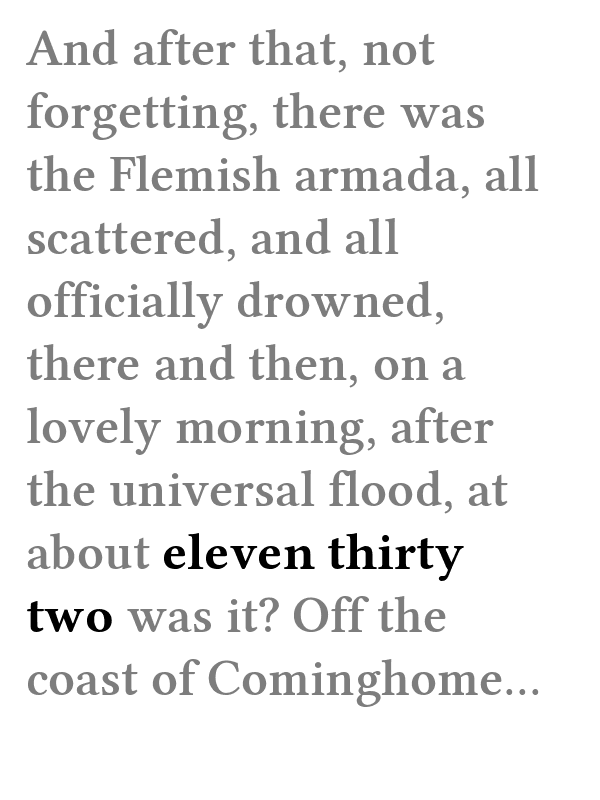 And after that, not
forgetting, there was
the Flemish armada, all
scattered, and all
officially drowned,
there and then, on a
lovely morning, after
the universal flood, at
about eleven thirty
two was it? Off the
coast of Cominghome...